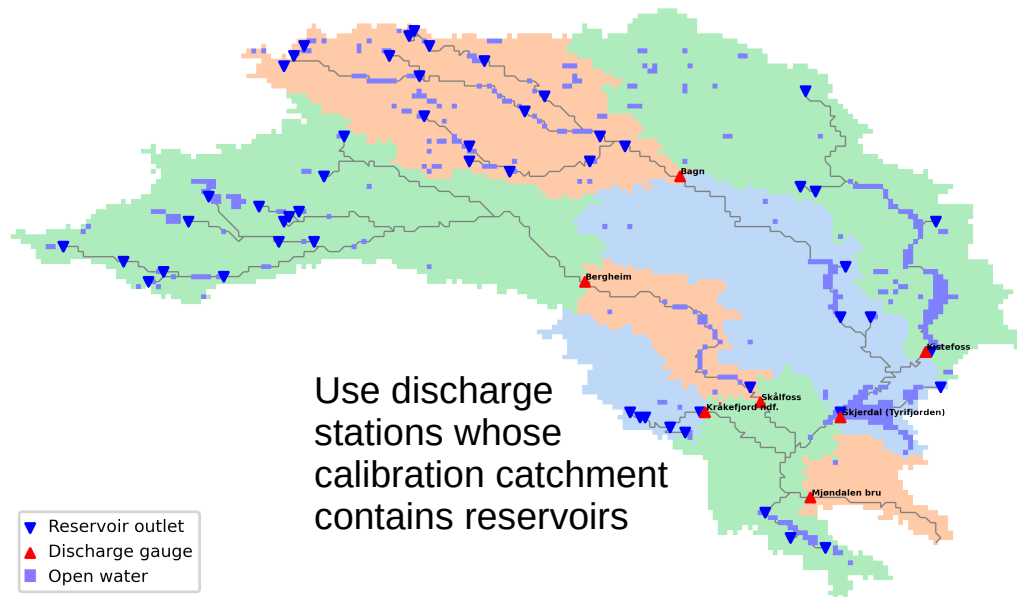 Bagn
Bergheim
Kistefoss
Skålfoss
Kråkefjord ndf.
Skjerdal (Tyrifjorden)
Use discharge
stations whose
calibration catchment
contains reservoirs
Mjøndalen bru
Reservoir outlet
Discharge gauge
Open water